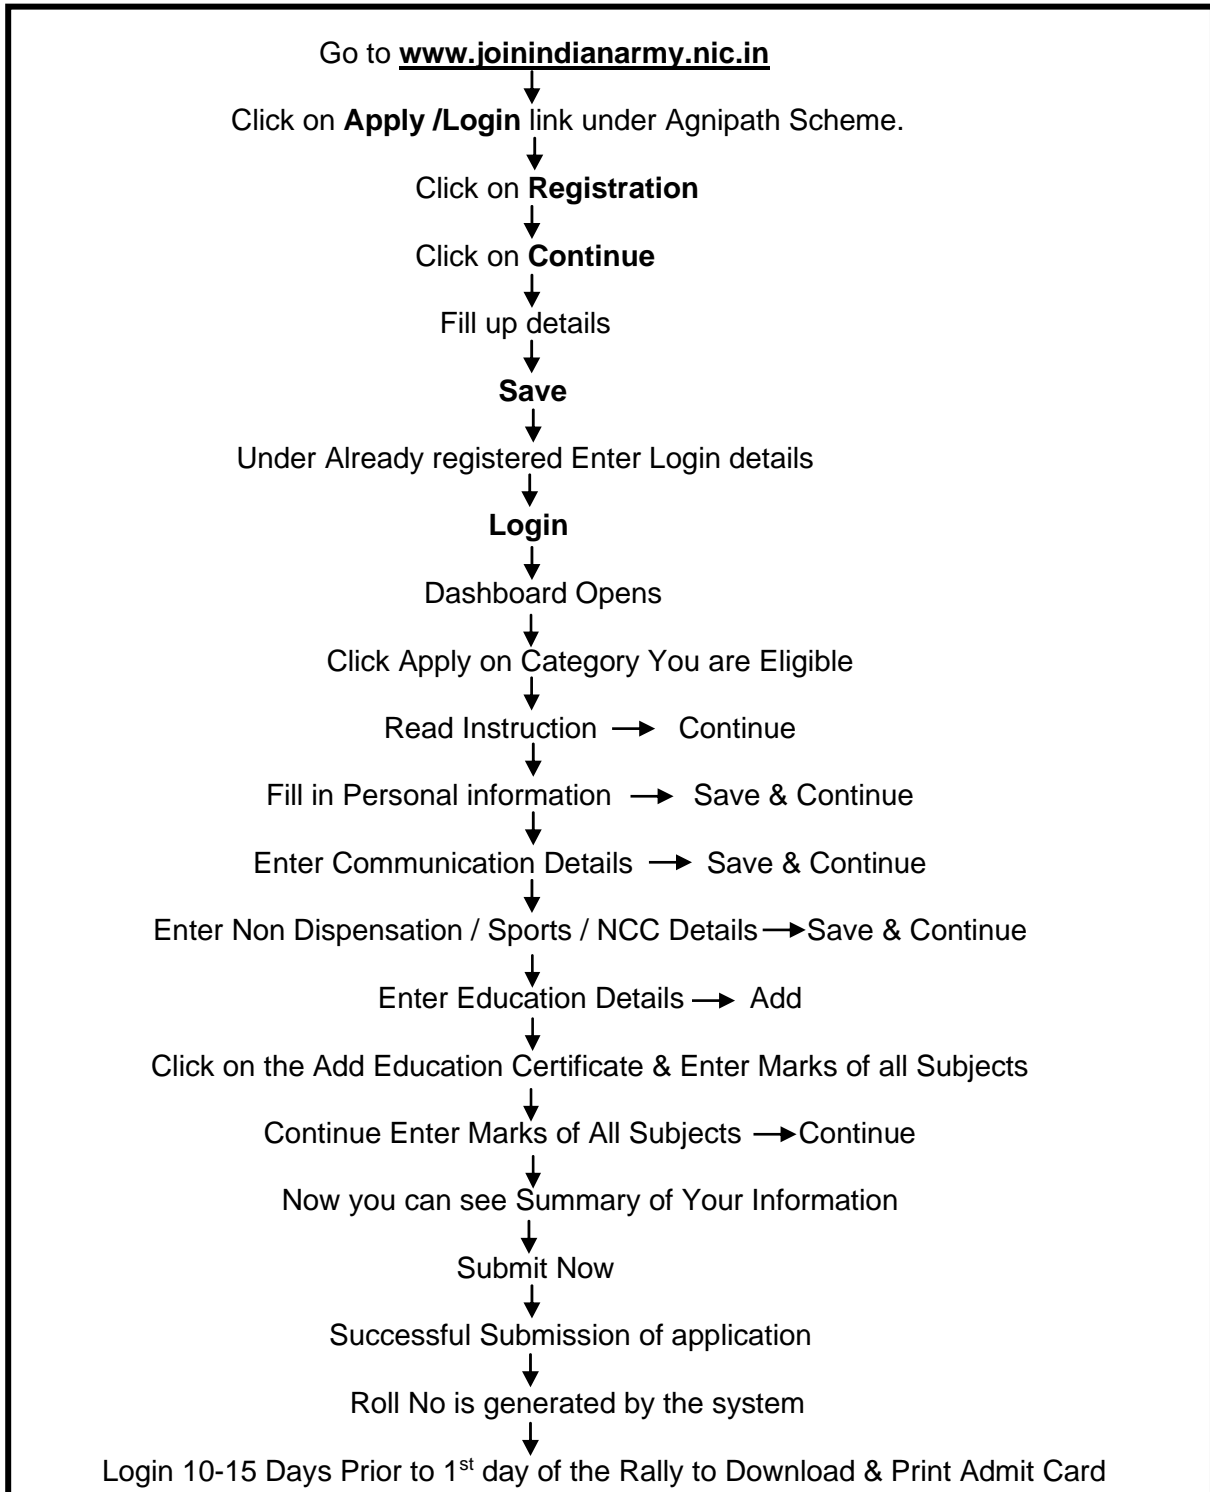 Go to www.joinindianarmy.nic.in
Click on Apply /Login link under Agnipath Scheme.
Click on Registration
Click on Continue
Fill up details
Save
Under Already registered Enter Login details
Login
Dashboard Opens
Click Apply on Category You are Eligible
Read Instruction → Continue
Fill in Personal information → Save & Continue
Enter Communication Details → Save & Continue
Enter Non Dispensation / Sports / NCC Details → Save & Continue
Enter Education Details → Add
Click on the Add Education Certificate & Enter Marks of all Subjects
Continue Enter Marks of All Subjects → Continue
Now you can see Summary of Your Information
Submit Now
Successful Submission of application
Roll No is generated by the system
Login 10-15 Days Prior to 1st day of the Rally to Download & Print Admit Card